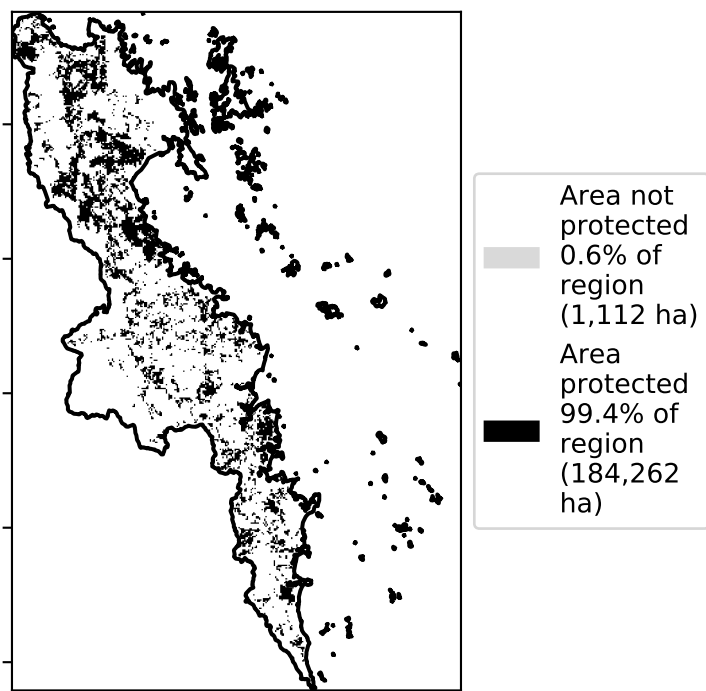 Area not
protected
0.6% of
region
(1,112 ha)
Area
protected
99.4% of
region
(184,262
ha)